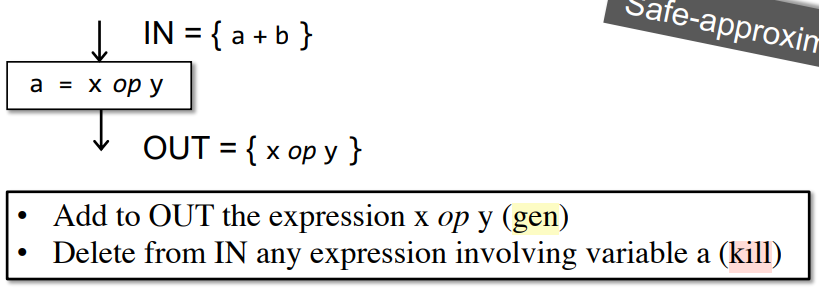 Safe-approxim
IN = { a + b }
a = x op y
OUT = { x op y }
• Add to OUT the expression x op y (gen)
• Delete from IN any expression involving variable a (kill)